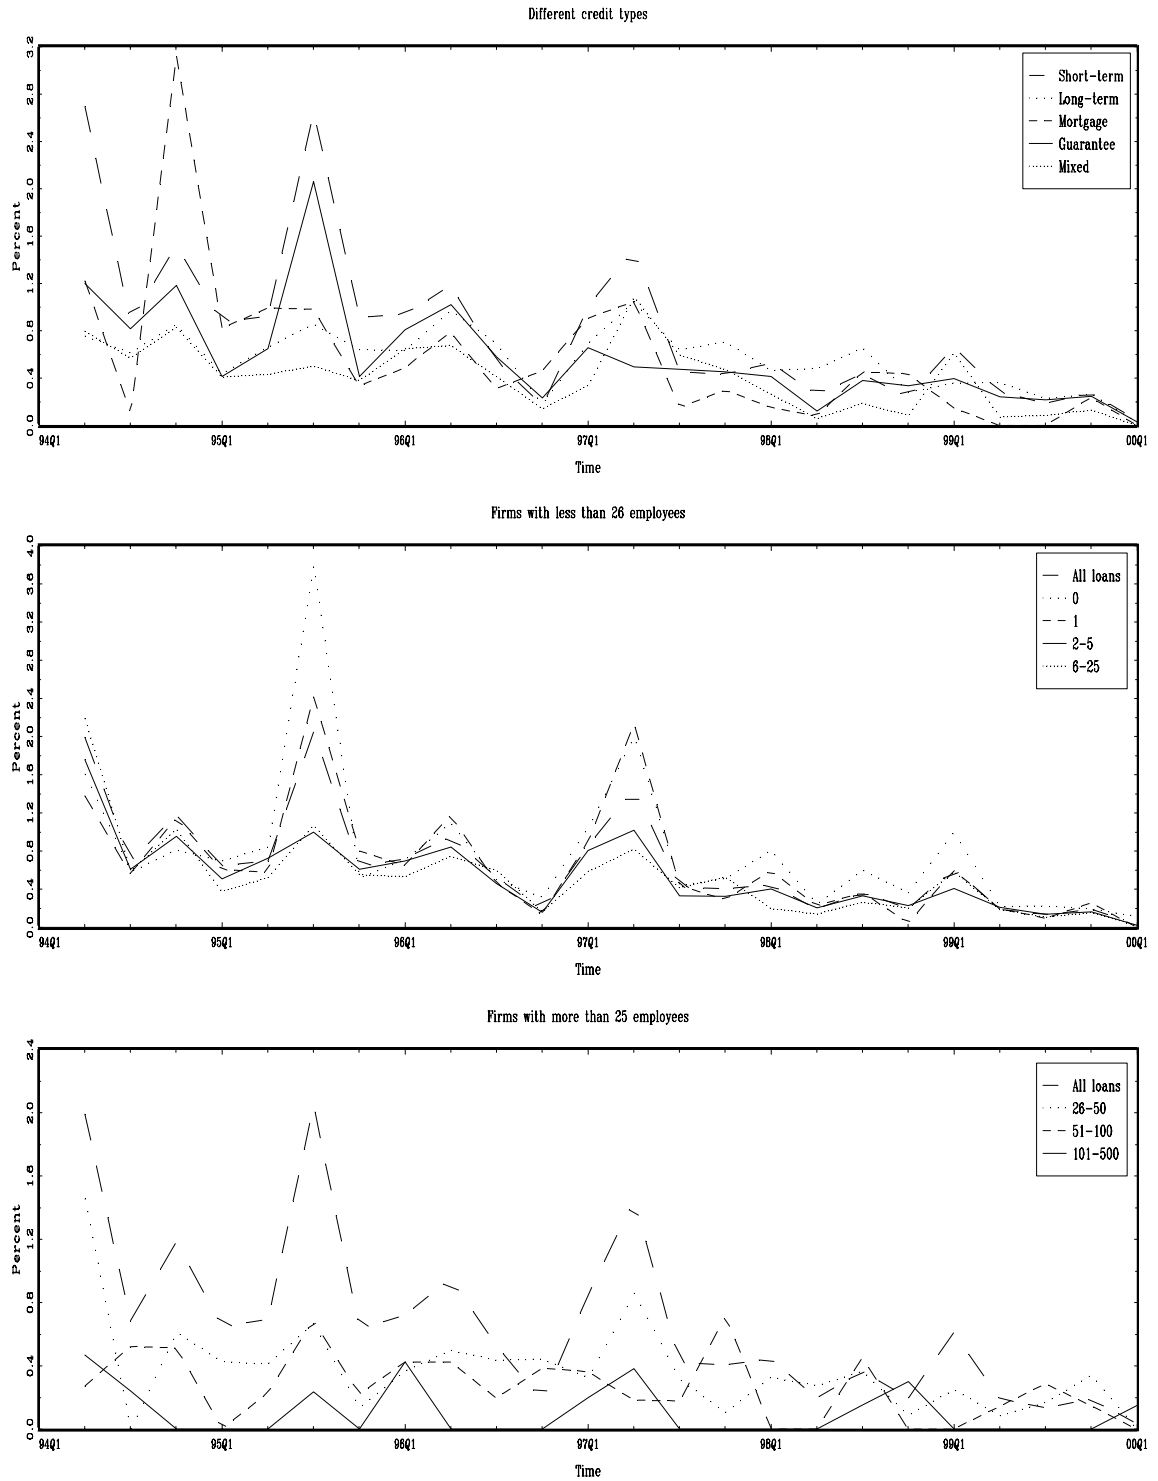 Different credit types
3.2
2.8
2.4
2.0
1.6
1.2
0.8
0.4
0.0
Percent
Short-term
Long-term
Mortgage
Guarantee
Mixed
94Q1 95Q1 96Q1 97Q1 98Q1 99Q1 00Q1
Time
Firms with less than 26 employees
4.0
3.6
3.2
2.8
2.4
2.0
1.6
1.2
0.8
0.4
0.0
Percent
All loans
0
1
2-5
6-25
94Q1 95Q1 96Q1 97Q1 98Q1 99Q1 00Q1
Time
Firms with more than 25 employees
2.4
2.0
1.6
1.2
0.8
0.4
0.0
Percent
All loans
26-50
51-100
101-500
94Q1 95Q1 96Q1 97Q1 98Q1 99Q1 00Q1
Time